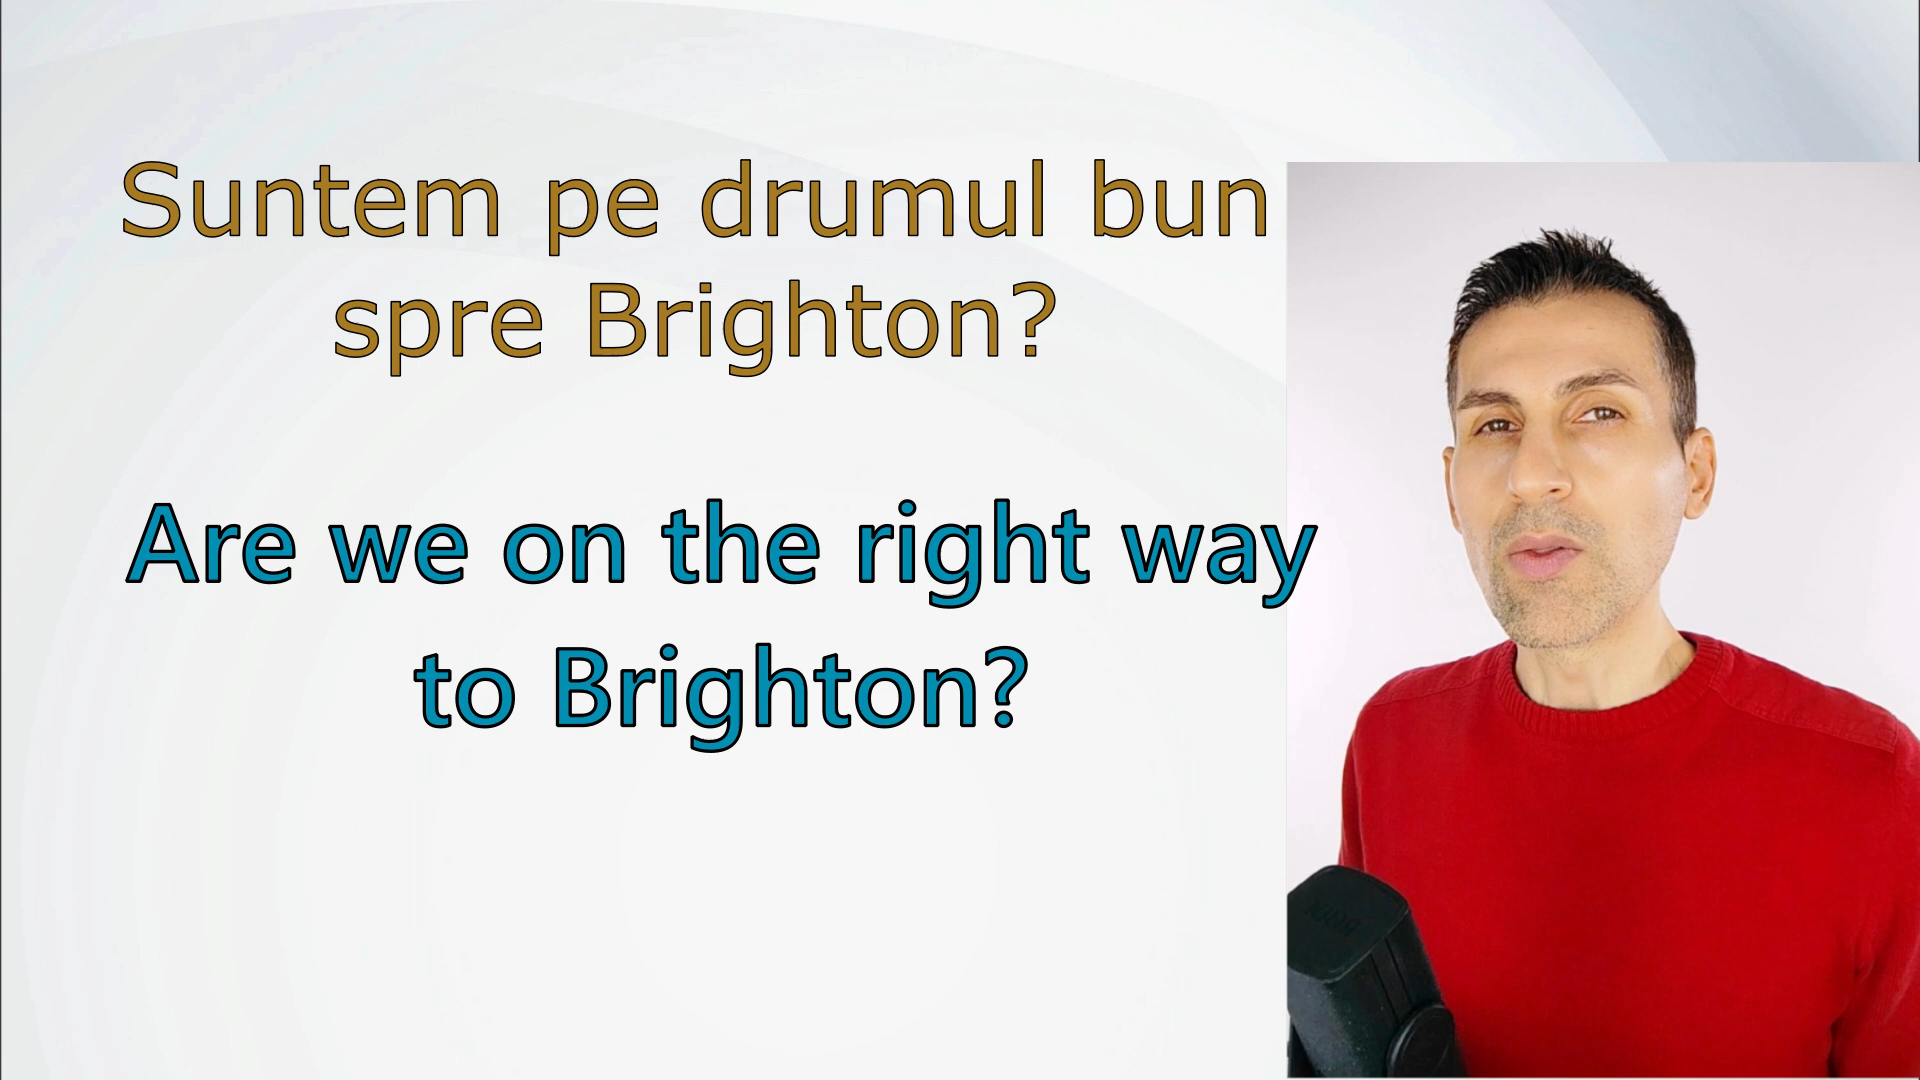 Suntem pe drumul bun
spre Brighton?
Are we on the right way
to Brighton?